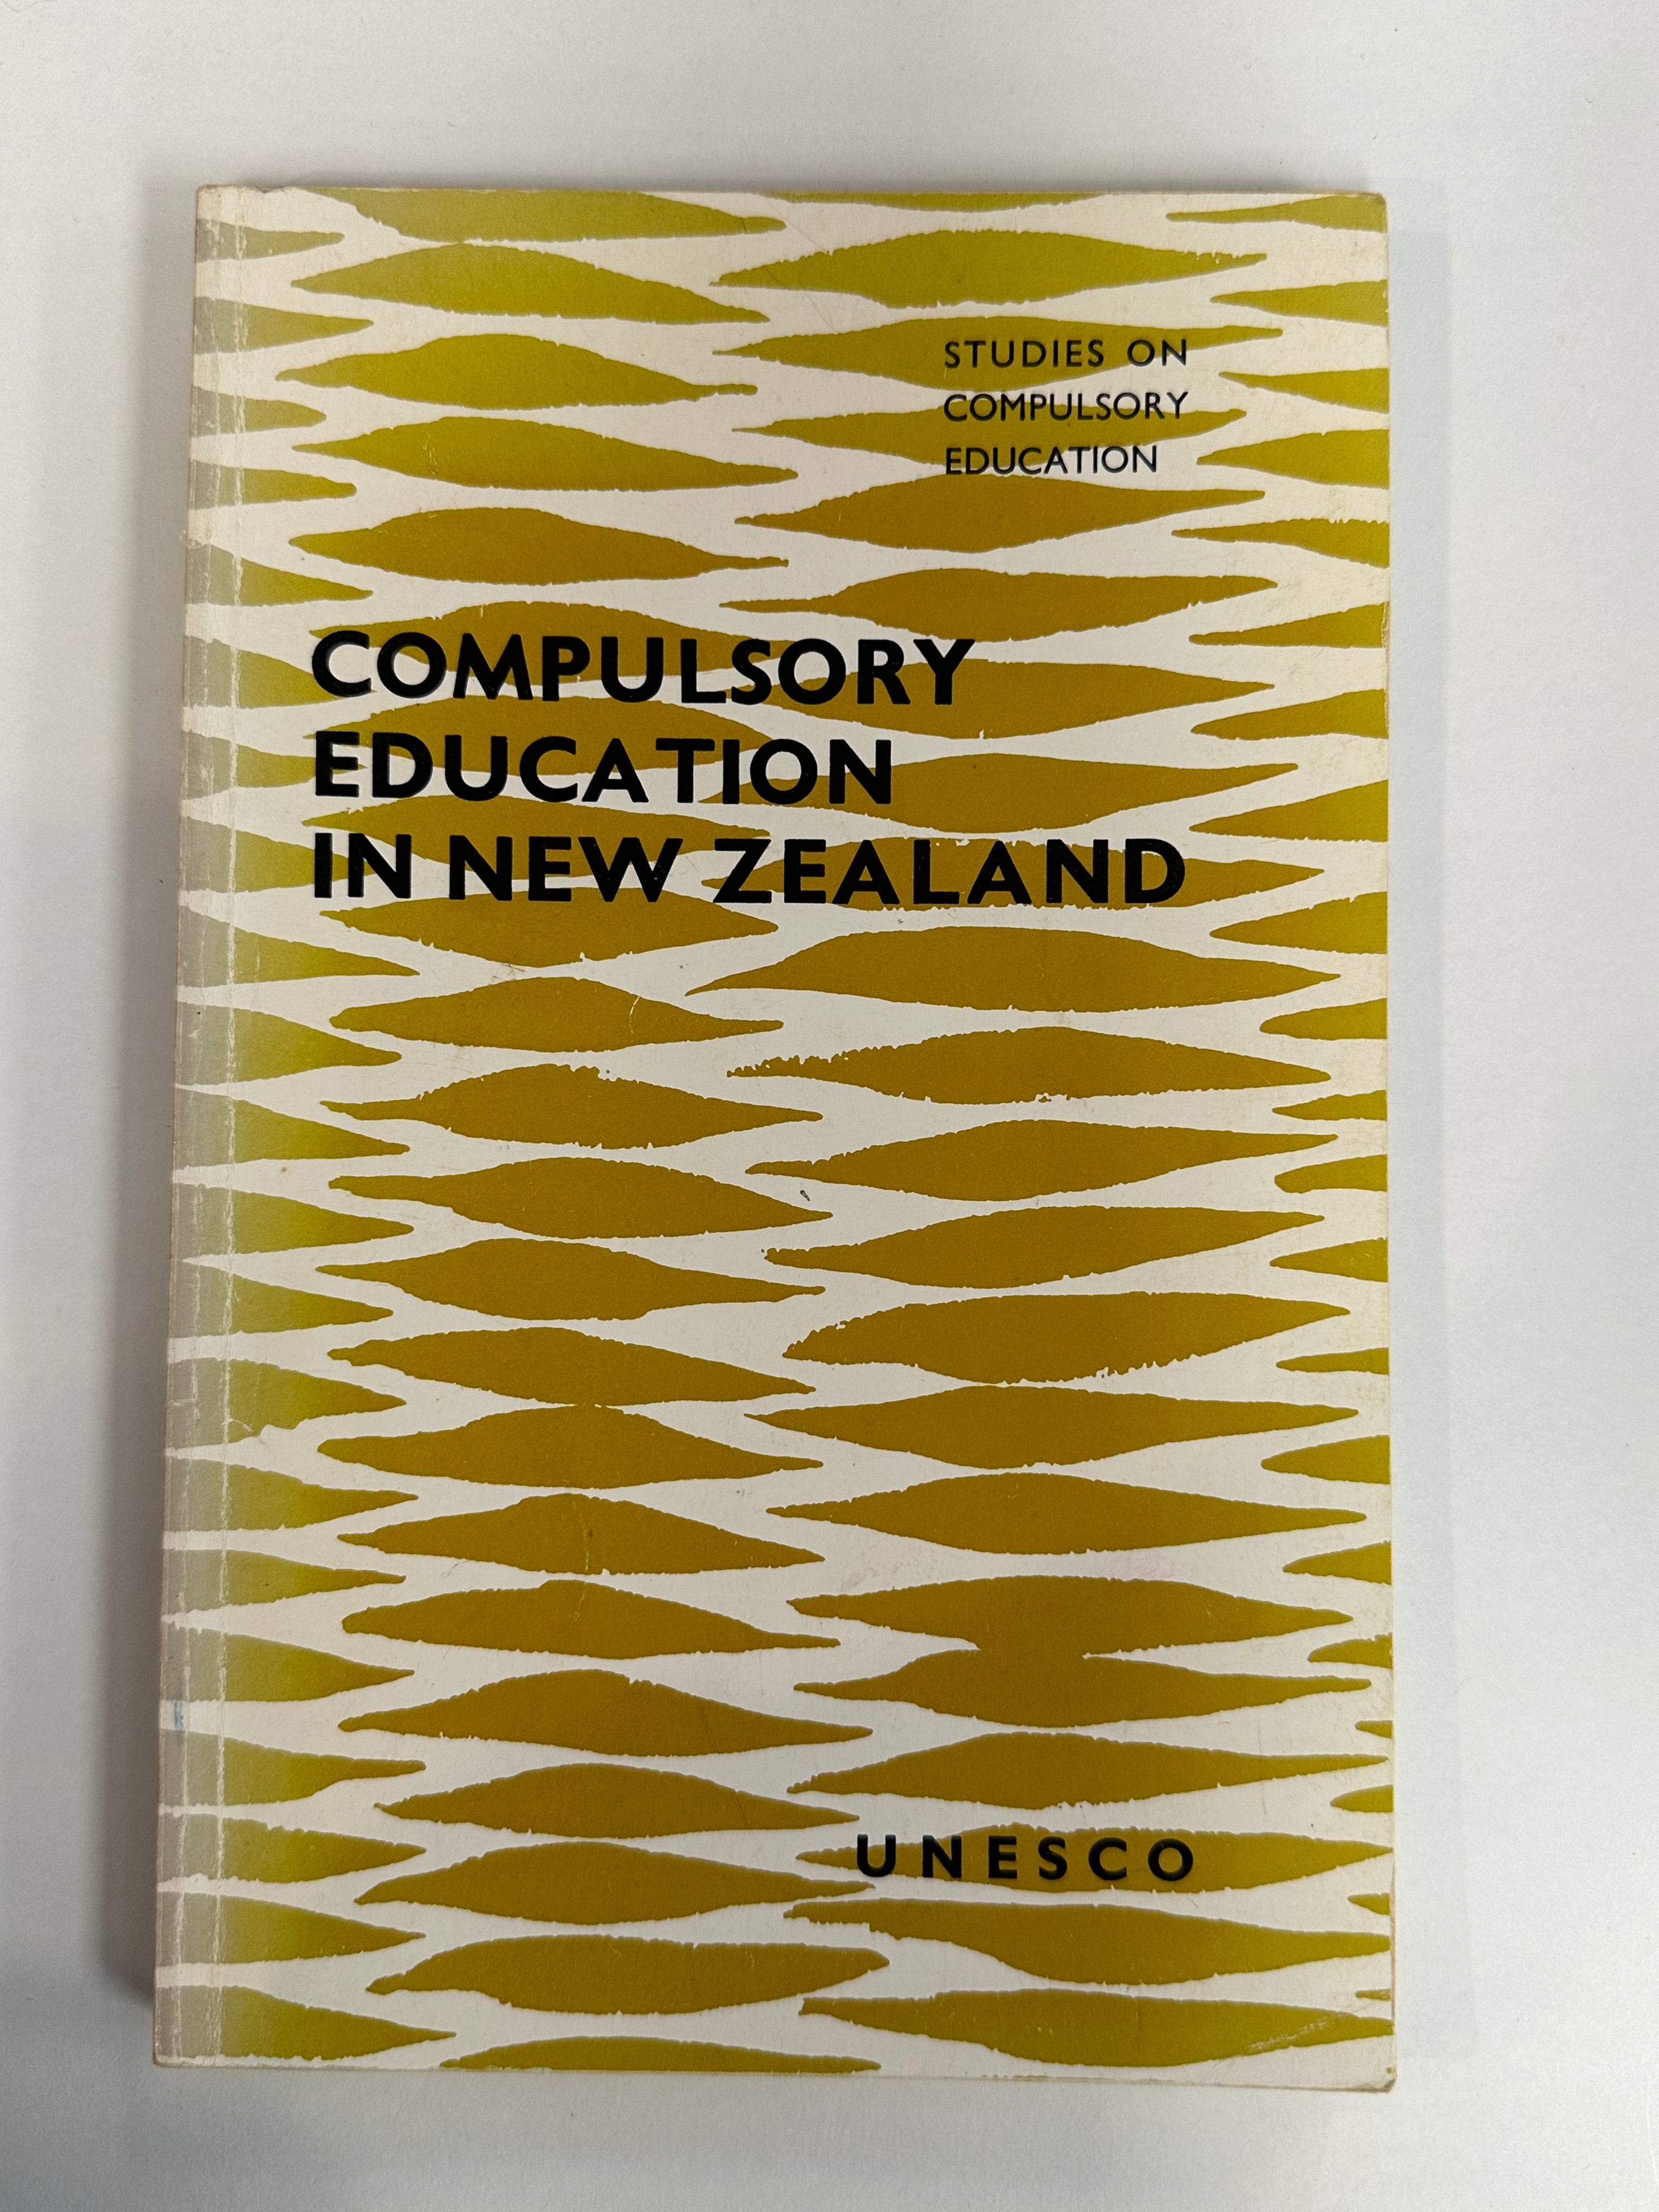 STUDIES ON
COMPULSORY
EDUCATION
COMPULSORY
EDUCATION
IN NEW ZEALAND
UNESCO